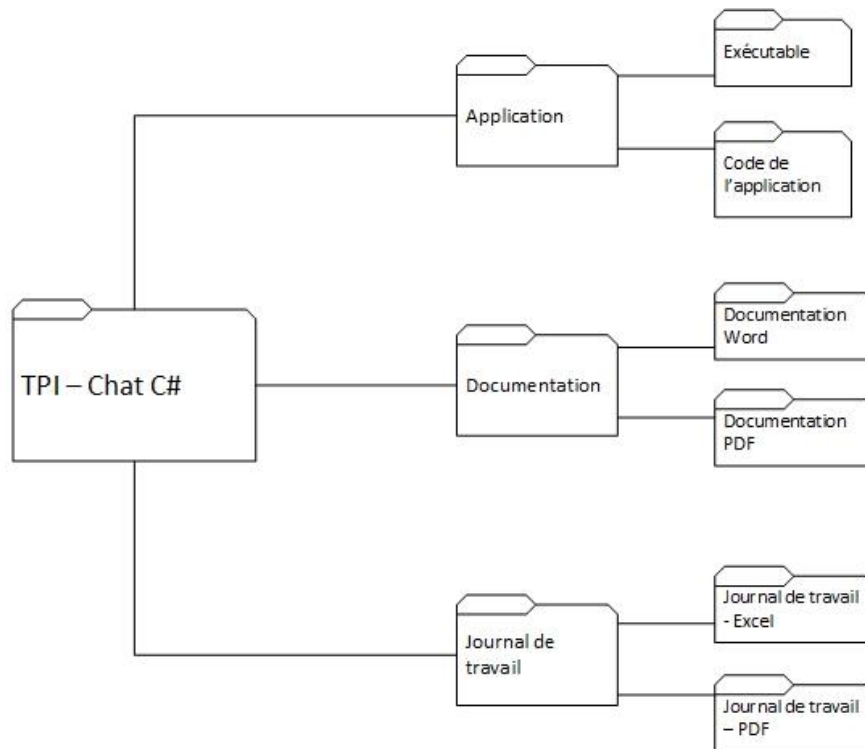 Exécutable
Application
Code de
l'application
Documentation
Word
TPI – Chat C#
Documentation
Documentation
PDF
Journal de travail
- Excel
Journal de
travail
Journal de travail
– PDF